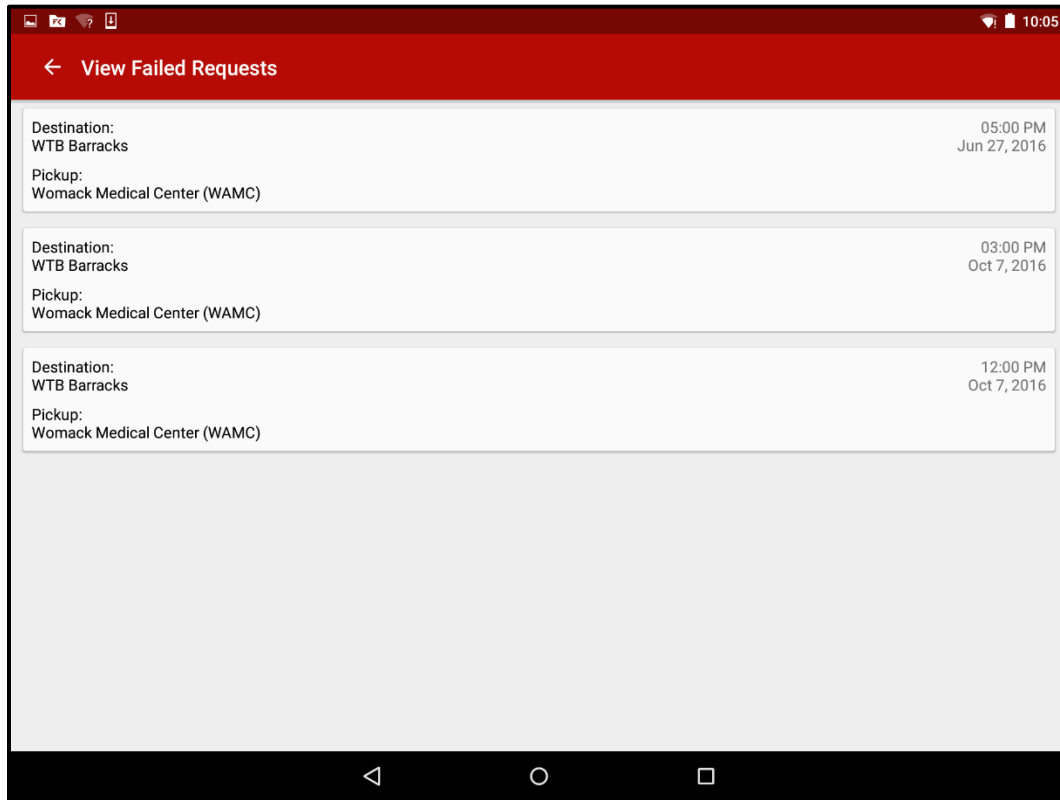 10:05
View Failed Requests
Destination:
WTB Barracks
05:00 PM
Jun 27, 2016
Pickup:
Womack Medical Center (WAMC)
Destination:
WTB Barracks
03:00 PM
Oct 7, 2016
Pickup:
Womack Medical Center (WAMC)
Destination:
WTB Barracks
12:00 PM
Oct 7, 2016
Pickup:
Womack Medical Center (WAMC)